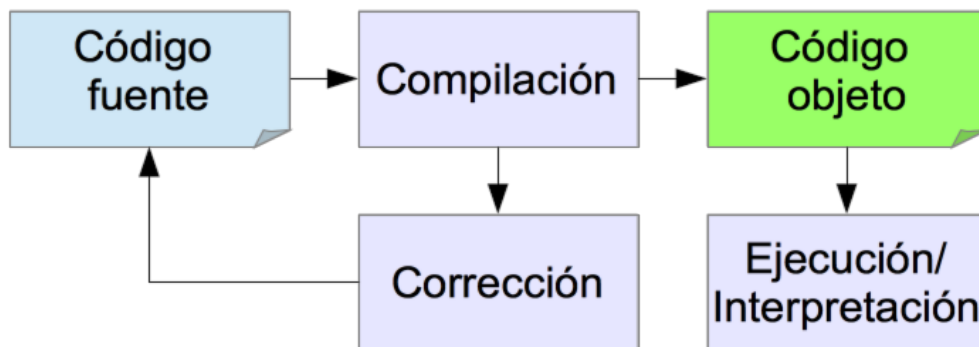 Código
fuente
Compilación
Código
objeto
Corrección
Ejecución/
Interpretación